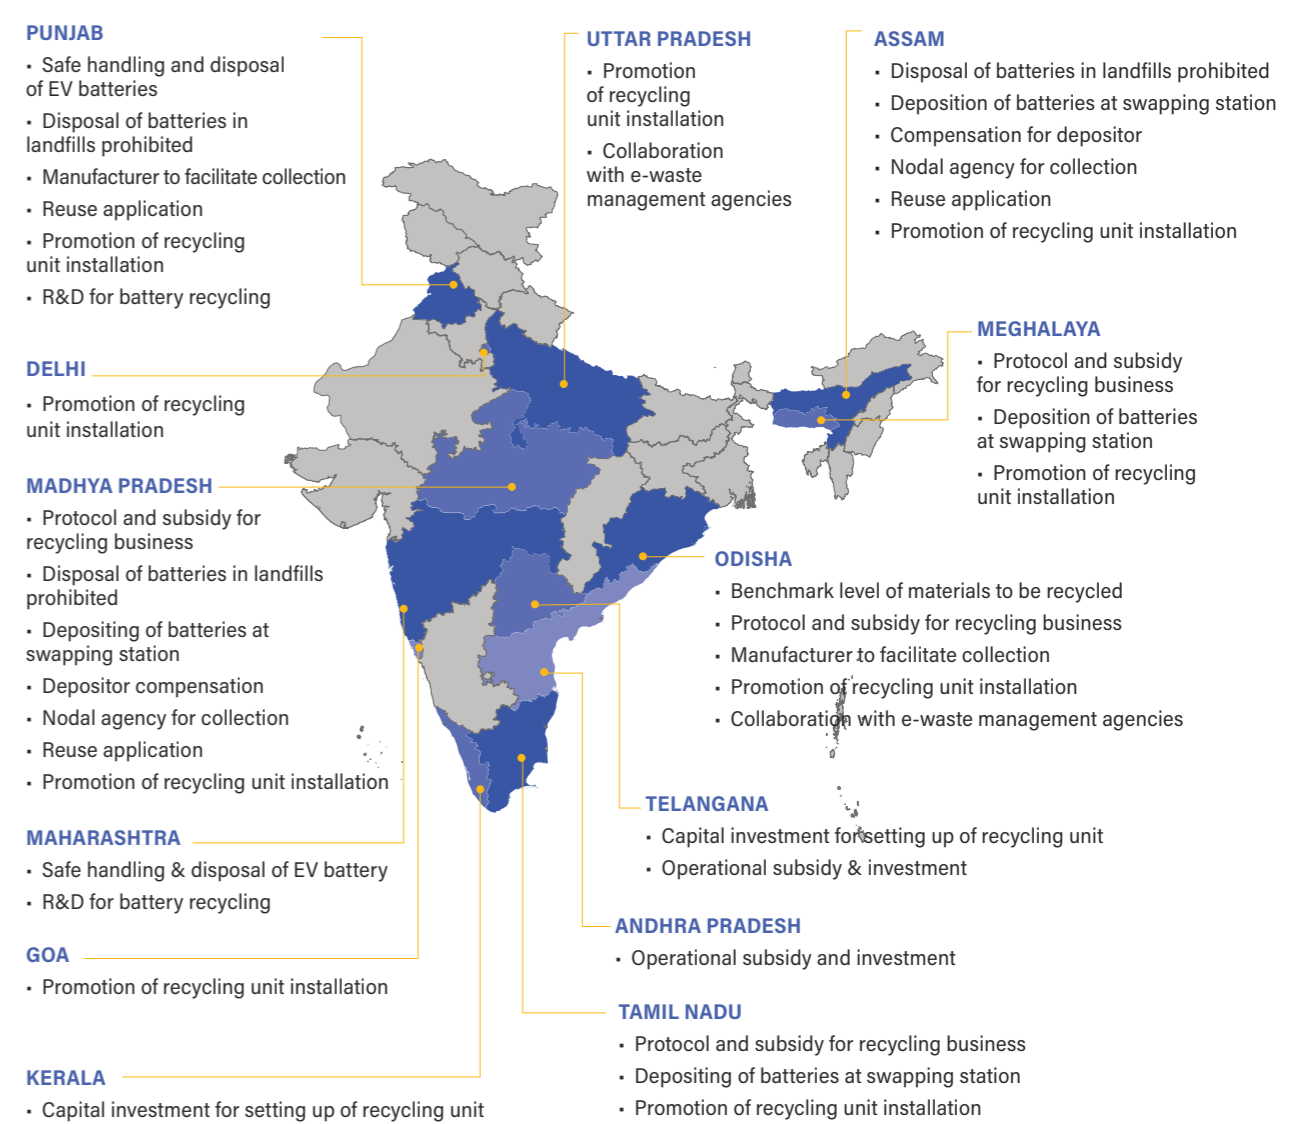 PUNJAB
· Safe handling and disposal
of EV batteries
· Disposal of batteries in
landfills prohibited
· Manufacturer to facilitate collection
· Reuse application
· Promotion of recycling
unit installation
· R&D for battery recycling
DELHI
· Promotion of recycling
unit installation
MADHYA PRADESH
· Protocol and subsidy for
recycling business
· Disposal of batteries in landfills
prohibited
· Depositing of batteries at
swapping station
· Depositor compensation
· Nodal agency for collection
· Reuse application
· Promotion of recycling unit installation
MAHARASHTRA
· Safe handling & disposal of EV battery
· R&D for battery recycling
GOA
· Promotion of recycling unit installation
KERALA
· Capital investment for setting up of recycling unit
UTTAR PRADESH
· Promotion
of recycling
unit installation
· Collaboration
with e-waste
management agencies
ASSAM
· Disposal of batteries in landfills prohibited
· Deposition of batteries at swapping station
· Compensation for depositor
· Nodal agency for collection
· Reuse application
· Promotion of recycling unit installation
MEGHALAYA
· Protocol and subsidy
for recycling business
· Deposition of batteries
at swapping station
· Promotion of recycling
unit installation
ODISHA
· Benchmark level of materials to be recycled
· Protocol and subsidy for recycling business
· Manufacturer to facilitate collection
· Promotion of recycling unit installation
· Collaboration with e-waste management agencies
TELANGANA
· Capital investment for setting up of recycling unit
· Operational subsidy & investment
ANDHRA PRADESH
· Operational subsidy and investment
TAMIL NADU
· Protocol and subsidy for recycling business
· Depositing of batteries at swapping station
· Promotion of recycling unit installation